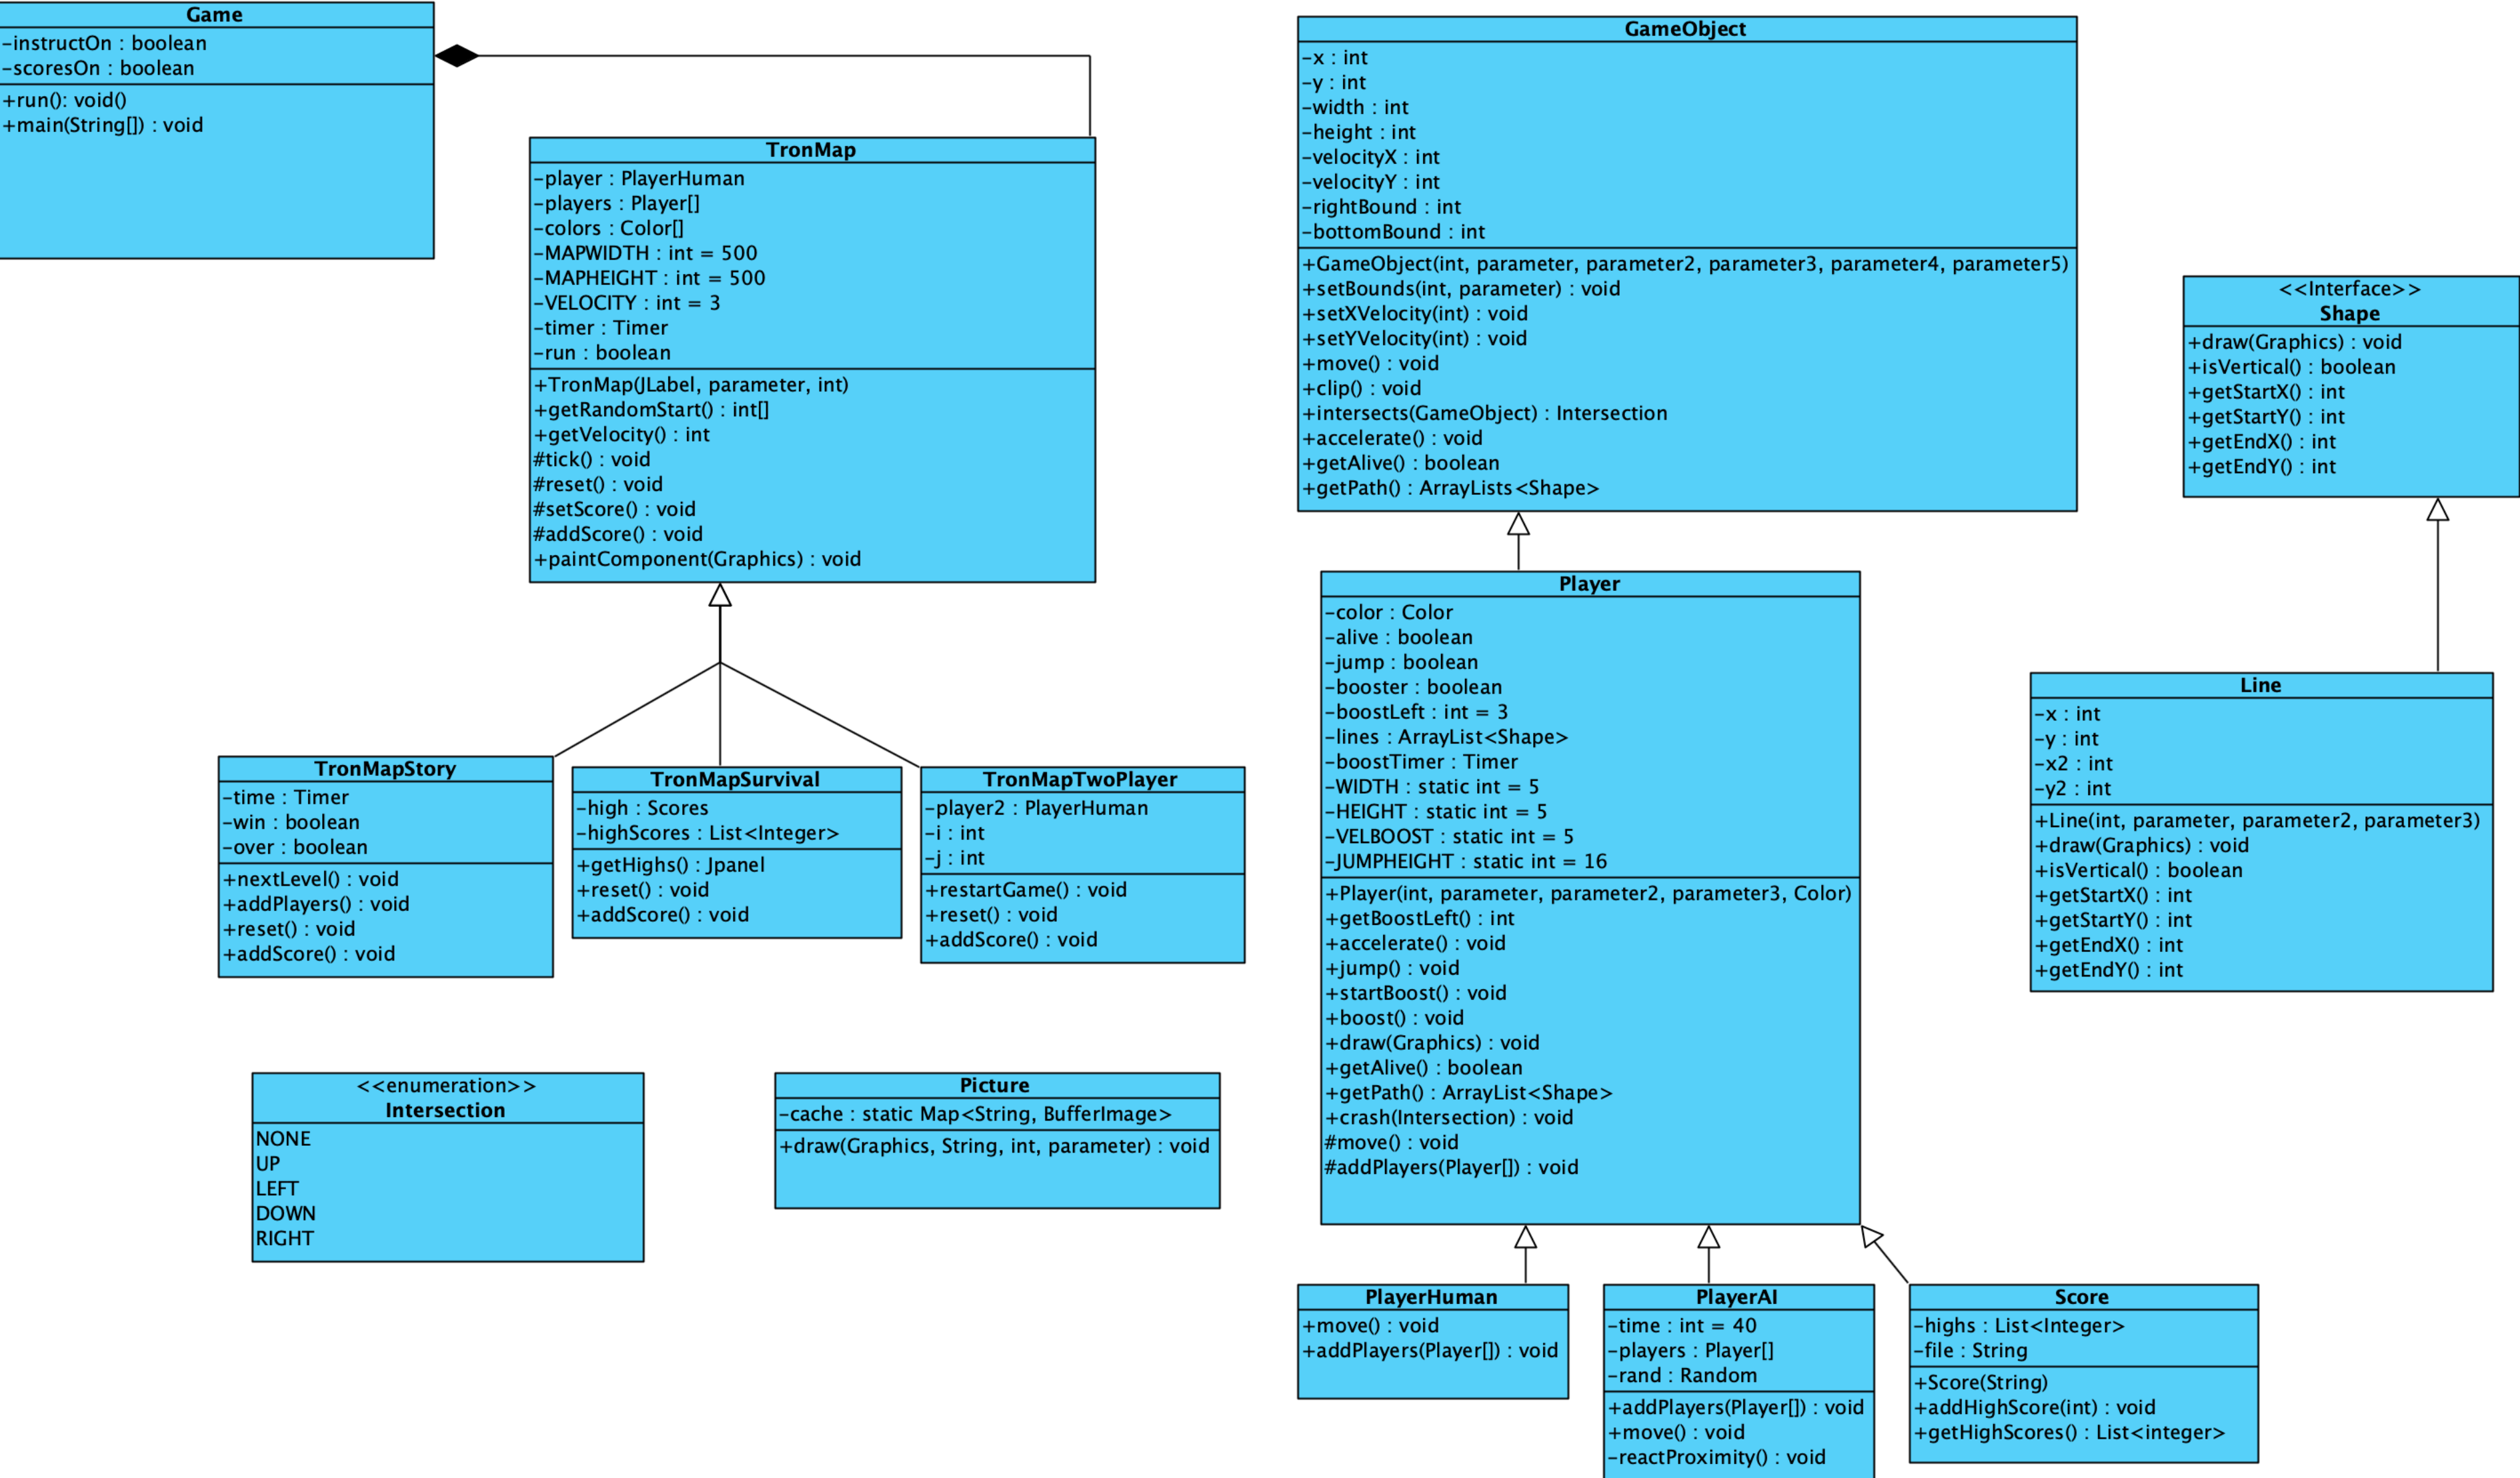 Game
-instructOn : boolean
-scoresOn : boolean
+run(): void()
+main(String[]) : void
TronMap
-player : PlayerHuman
-players : Player[]
-colors : Color[]
-MAPWIDTH : int = 500
-MAPHEIGHT : int = 500
-VELOCITY : int = 3
-timer : Timer
-run : boolean
+TronMap(JLabel, parameter, int)
+getRandomStart() : int[]
+getVelocity() : int
#tick() : void
#reset() : void
#setScore() : void
#addScore() : void
+paintComponent(Graphics) : void
TronMapStory
-time : Timer
-win : boolean
-over : boolean
+nextLevel() : void
+addPlayers() : void
+reset() : void
+addScore() : void
TronMapSurvival
-high : Scores
-highScores : List<Integer>
+getHighs() : Jpanel
+reset() : void
+addScore() : void
TronMapTwoPlayer
-player2 : PlayerHuman
-i : int
-j : int
+restartGame() : void
+reset() : void
+addScore() : void
<<enumeration>>
Intersection
NONE
UP
LEFT
DOWN
RIGHT
Picture
-cache : static Map<String, BufferImage>
+draw(Graphics, String, int, parameter) : void
GameObject
-x : int
-y : int
-width : int
-height : int
-velocityX : int
-velocityY : int
-rightBound : int
-bottomBound : int
+GameObject(int, parameter, parameter2, parameter3, parameter4, parameter5)
+setBounds(int, parameter) : void
+setXVelocity(int) : void
+setYVelocity(int) : void
+move() : void
+clip() : void
+intersects(GameObject) : Intersection
+accelerate() : void
+getAlive() : boolean
+getPath() : ArrayLists<Shape>
Player
-color : Color
-alive : boolean
-jump : boolean
-booster : boolean
-boostLeft : int = 3
-lines : ArrayList<Shape>
-boostTimer : Timer
-WIDTH : static int = 5
-HEIGHT : static int = 5
-VELBOOST : static int = 5
-JUMPHEIGHT : static int = 16
+Player(int, parameter, parameter2, parameter3, Color)
+getBoostLeft() : int
+accelerate() : void
+jump() : void
+startBoost() : void
+boost() : void
+draw(Graphics) : void
+getAlive() : boolean
+getPath() : ArrayList<Shape>
+crash(Intersection) : void
#move() : void
#addPlayers(Player[]) : void
PlayerHuman
+move() : void
+addPlayers(Player[]) : void
PlayerAI
-time : int = 40
-players : Player[]
-rand : Random
+addPlayers(Player[]) : void
+move() : void
-reactProximity() : void
Score
-highs : List<Integer>
-file : String
+Score(String)
+addHighScore(int) : void
+getHighScores() : List<integer>
<<Interface>>
Shape
+draw(Graphics) : void
+isVertical() : boolean
+getStartX() : int
+getStartY() : int
+getEndX() : int
+getEndY() : int
Line
-x : int
-y : int
-x2 : int
-y2 : int
+Line(int, parameter, parameter2, parameter3)
+draw(Graphics) : void
+isVertical() : boolean
+getStartX() : int
+getStartY() : int
+getEndX() : int
+getEndY() : int